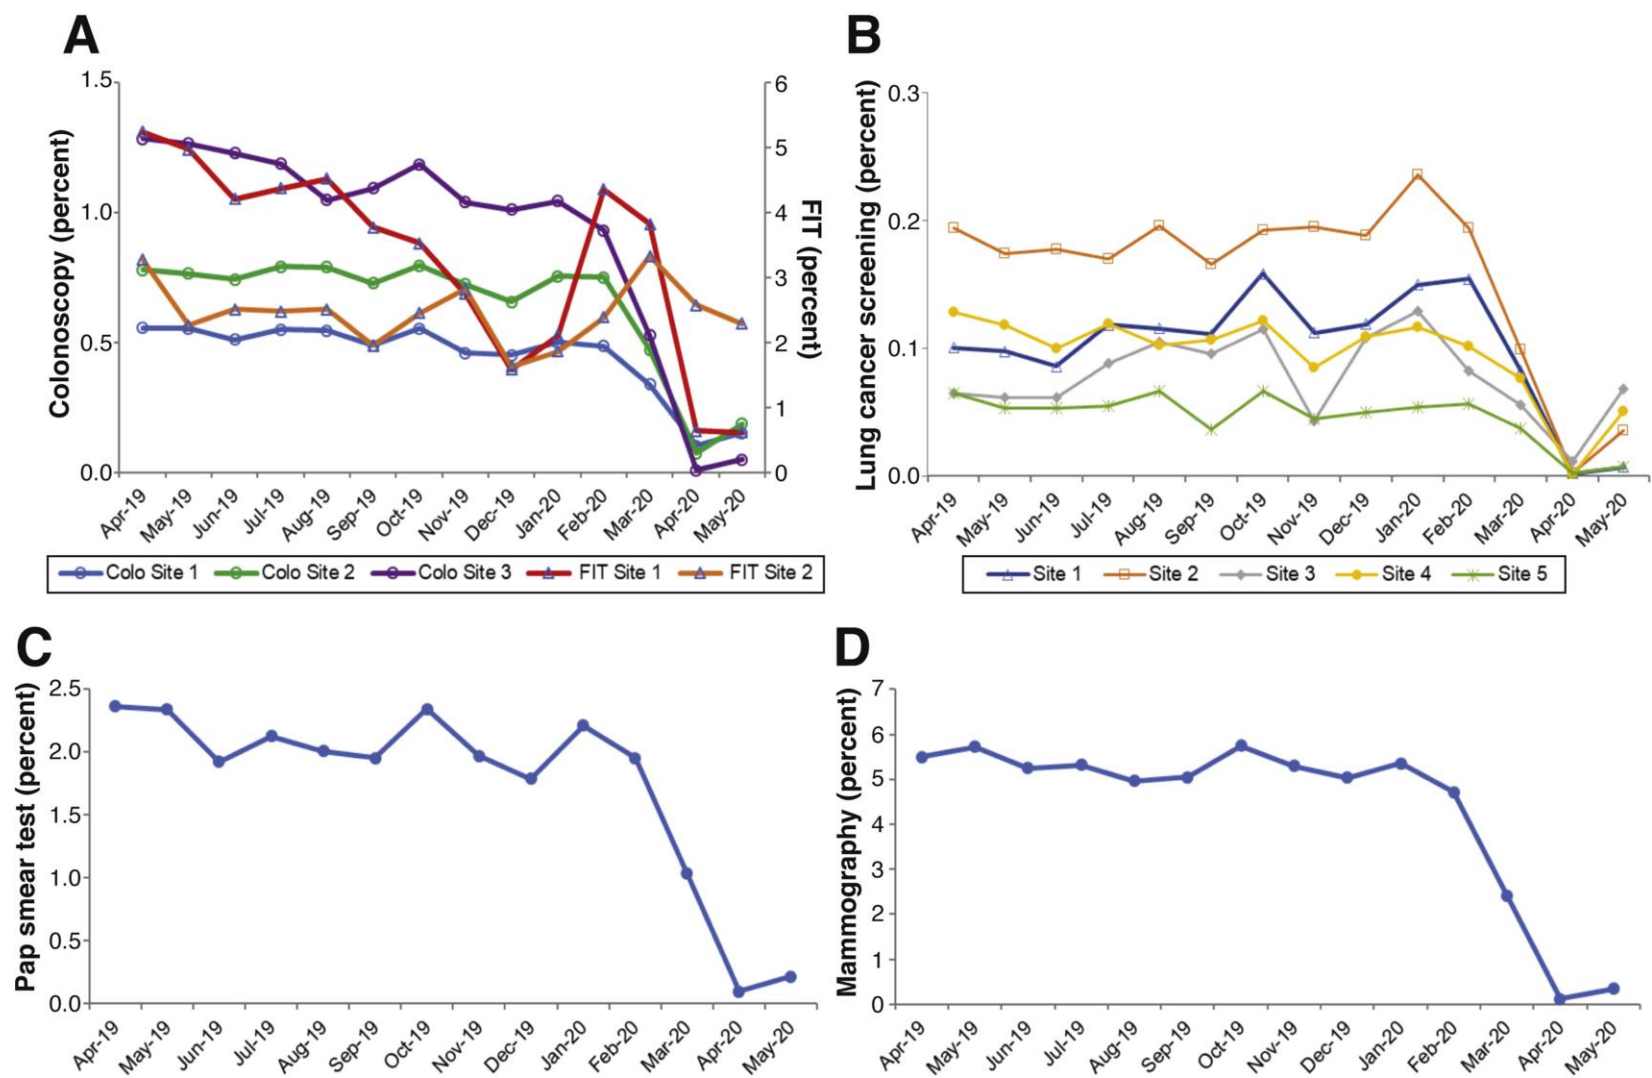 A
Colonoscopy (percent)
1.5
1.0
0.5
0.0
6
5
4
3
2
1
0
FIT (percent)
Apr-19 May-19 Jun-19 Jul-19 Aug-19 Sep-19 Oct-19 Nov-19 Dec-19 Jan-20 Feb-20 Mar-20 Apr-20 May-20
Colo Site 1 Colo Site 2 Colo Site 3 FIT Site 1 FIT Site 2
B
Lung cancer screening (percent)
0.3
0.2
0.1
0.0
Apr-19 May-19 Jun-19 Jul-19 Aug-19 Sep-19 Oct-19 Nov-19 Dec-19 Jan-20 Feb-20 Mar-20 Apr-20 May-20
Site 1 Site 2 Site 3 Site 4 Site 5
C
Pap smear test (percent)
2.5
2.0
1.5
1.0
0.5
0.0
Apr-19 May-19 Jun-19 Jul-19 Aug-19 Sep-19 Oct-19 Nov-19 Dec-19 Jan-20 Feb-20 Mar-20 Apr-20 May-20
D
Mammography (percent)
7
6
5
4
3
2
1
0
Apr-19 May-19 Jun-19 Jul-19 Aug-19 Sep-19 Oct-19 Nov-19 Dec-19 Jan-20 Feb-20 Mar-20 Apr-20 May-20